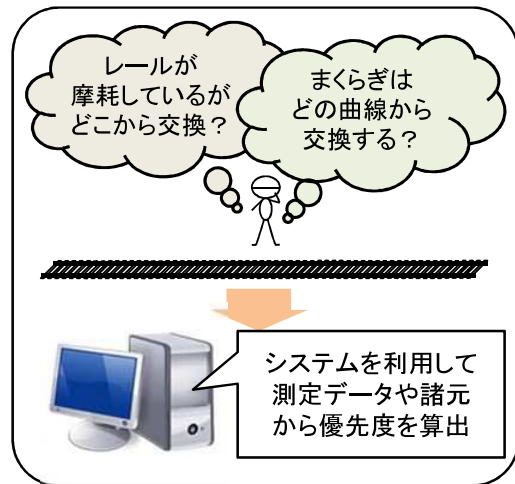 レールが
摩耗しているが
どこから交換？
まくらぎは
どの曲線から
交換する？
システムを利用して
測定データや諸元
から優先度を算出